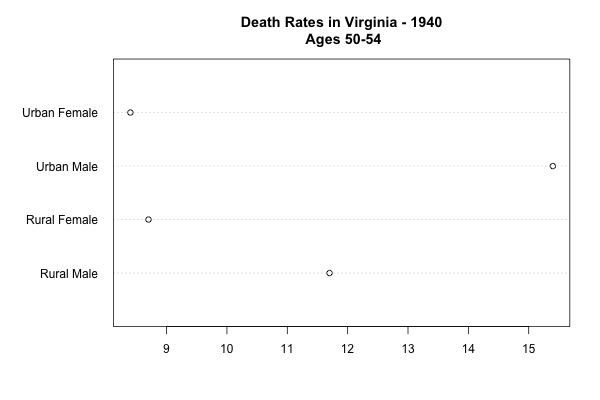 Death Rates in Virginia - 1940
Ages 50-54
Urban Female
Urban Male
Rural Female
Rural Male
9 10 11 12 13 14 15